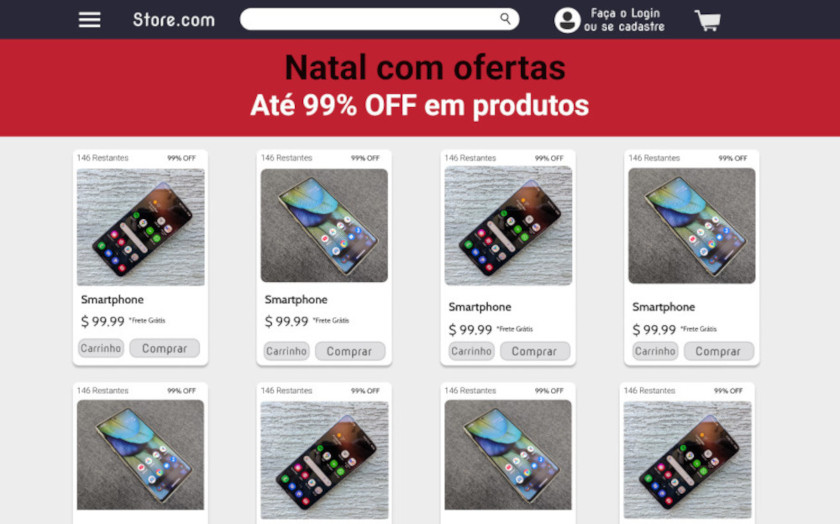 Store.com
Faça o Login
ou se cadastre
Natal com ofertas
Até 99% OFF em produtos
146 Restantes 99% OFF
146 Restantes 99% OFF
146 Restantes 99% OFF
146 Restantes 99% OFF
Smartphone
Smartphone
Smartphone
Smartphone
$ 99.99 *Frete Grátis
$ 99.99 *Frete Grátis
$ 99.99 *Frete Grátis
$ 99.99 *Frete Grátis
Carrinho Comprar
Carrinho Comprar
Carrinho Comprar
Carrinho Comprar
146 Restantes 99% OFF
146 Restantes 99% OFF
146 Restantes 99% OFF
146 Restantes 99% OFF